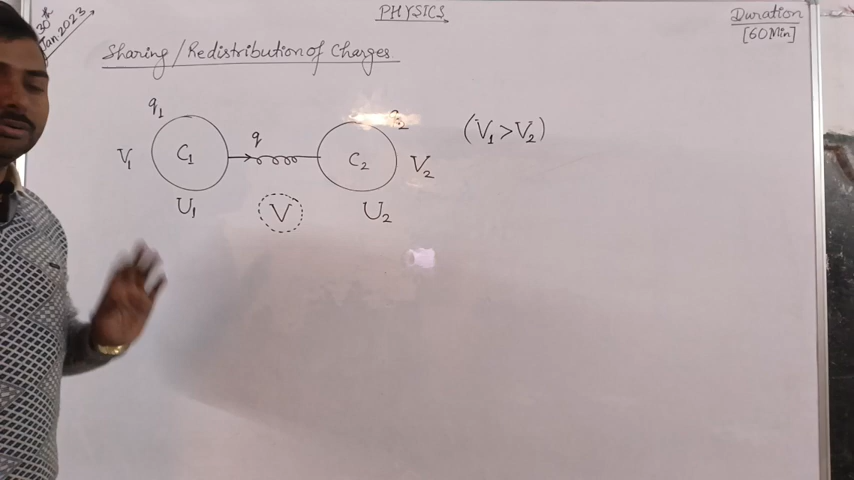 30th
Jan. 2023
PHYSICS
Duration
[60 Min]
Sharing / Redistribution of Charges.
q₁
V₁ C₁ q C₂ V₂
(V₁ > V₂)
U₁ V U₂